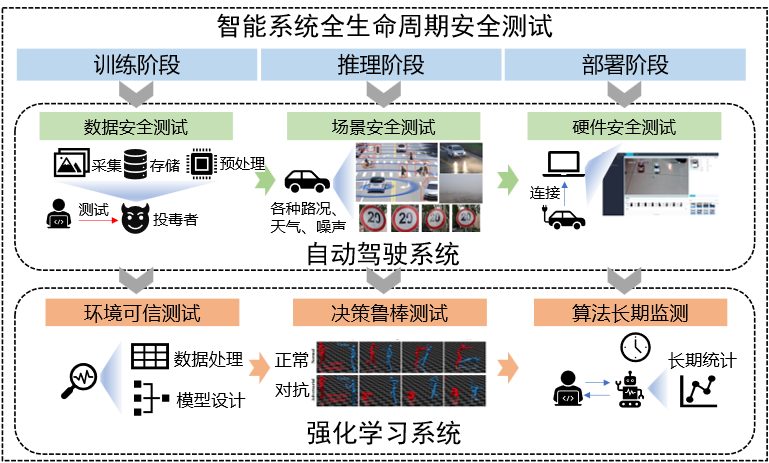 智能系统全生命周期安全测试
训练阶段
推理阶段
部署阶段
数据安全测试
场景安全测试
硬件安全测试
采集
存储
预处理
测试
投毒者
各种路况、
天气、噪声
20
20
20
20
连接
自动驾驶系统
环境可信测试
决策鲁棒测试
算法长期监测
数据处理
模型设计
正常
对抗
长期统计
强化学习系统